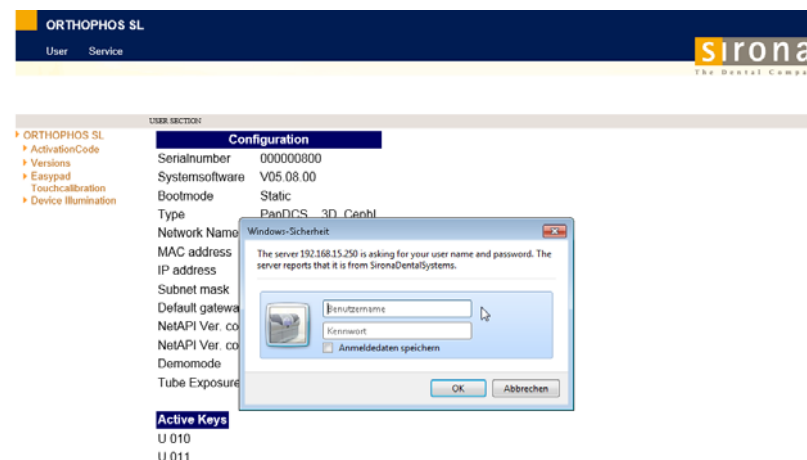 ORTHOPHOS SL
User Service
sirona
The Dental Compa
USER SECTION
ORTHOPHOS SL
ActivationCode
Versions
Easypad
Touchcalibration
Device Illumination
Configuration
Serialnumber 000000800
Systemsoftware V05.08.00
Bootmode Static
Type PanDCS 3D Cephl
Network Name
MAC address
IP address
Subnet mask
Default gatewa
NetAPI Ver. co
NetAPI Ver. co
Demomode
Tube Exposure
Windows-Sicherheit
The server 192.168.15.250 is asking for your user name and password. The
server reports that it is from SironaDentalSystems.
Benutzername
Kennwort
Anmeldedaten speichern
OK Abbrechen
Active Keys
U 010
U 011